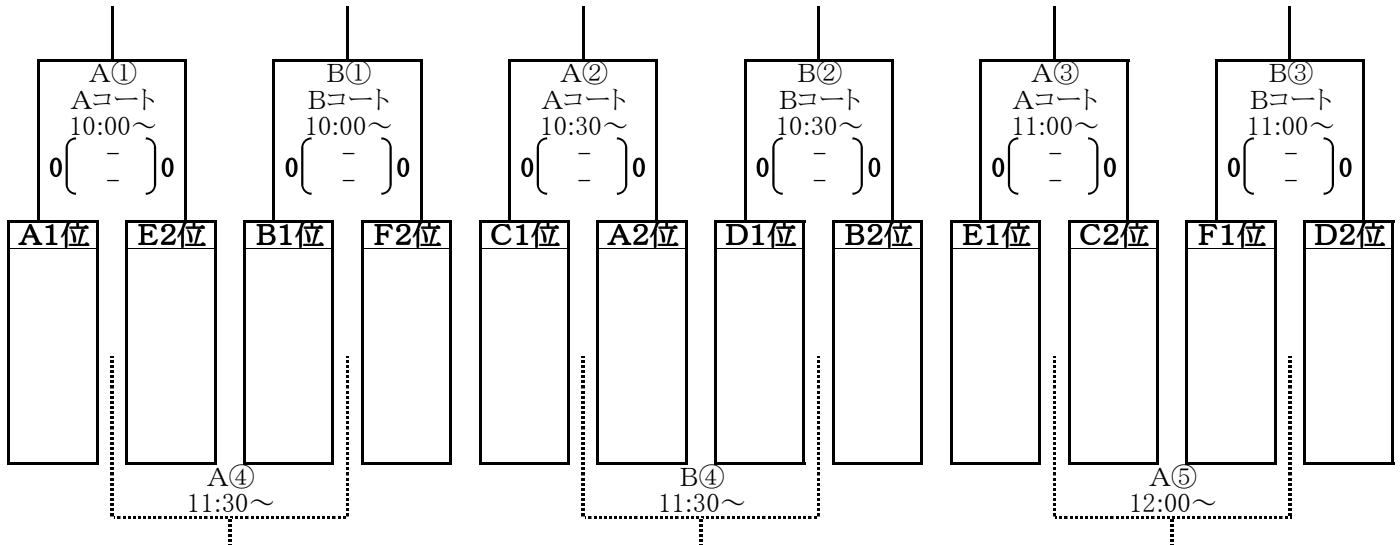 A① B① A② B② A③ B③
Aコート Bコート Aコート Bコート Aコート Bコート
10:00～ 10:00～ 10:30～ 10:30～ 11:00～ 11:00～
0 － 0 0 － 0 0 － 0 0 － 0 0 － 0 0 － 0
－ － － － － －
A1位 E2位 B1位 F2位 C1位 A2位 D1位 B2位 E1位 C2位 F1位 D2位
A④ B④ A⑤
11:30～ 11:30～ 12:00～